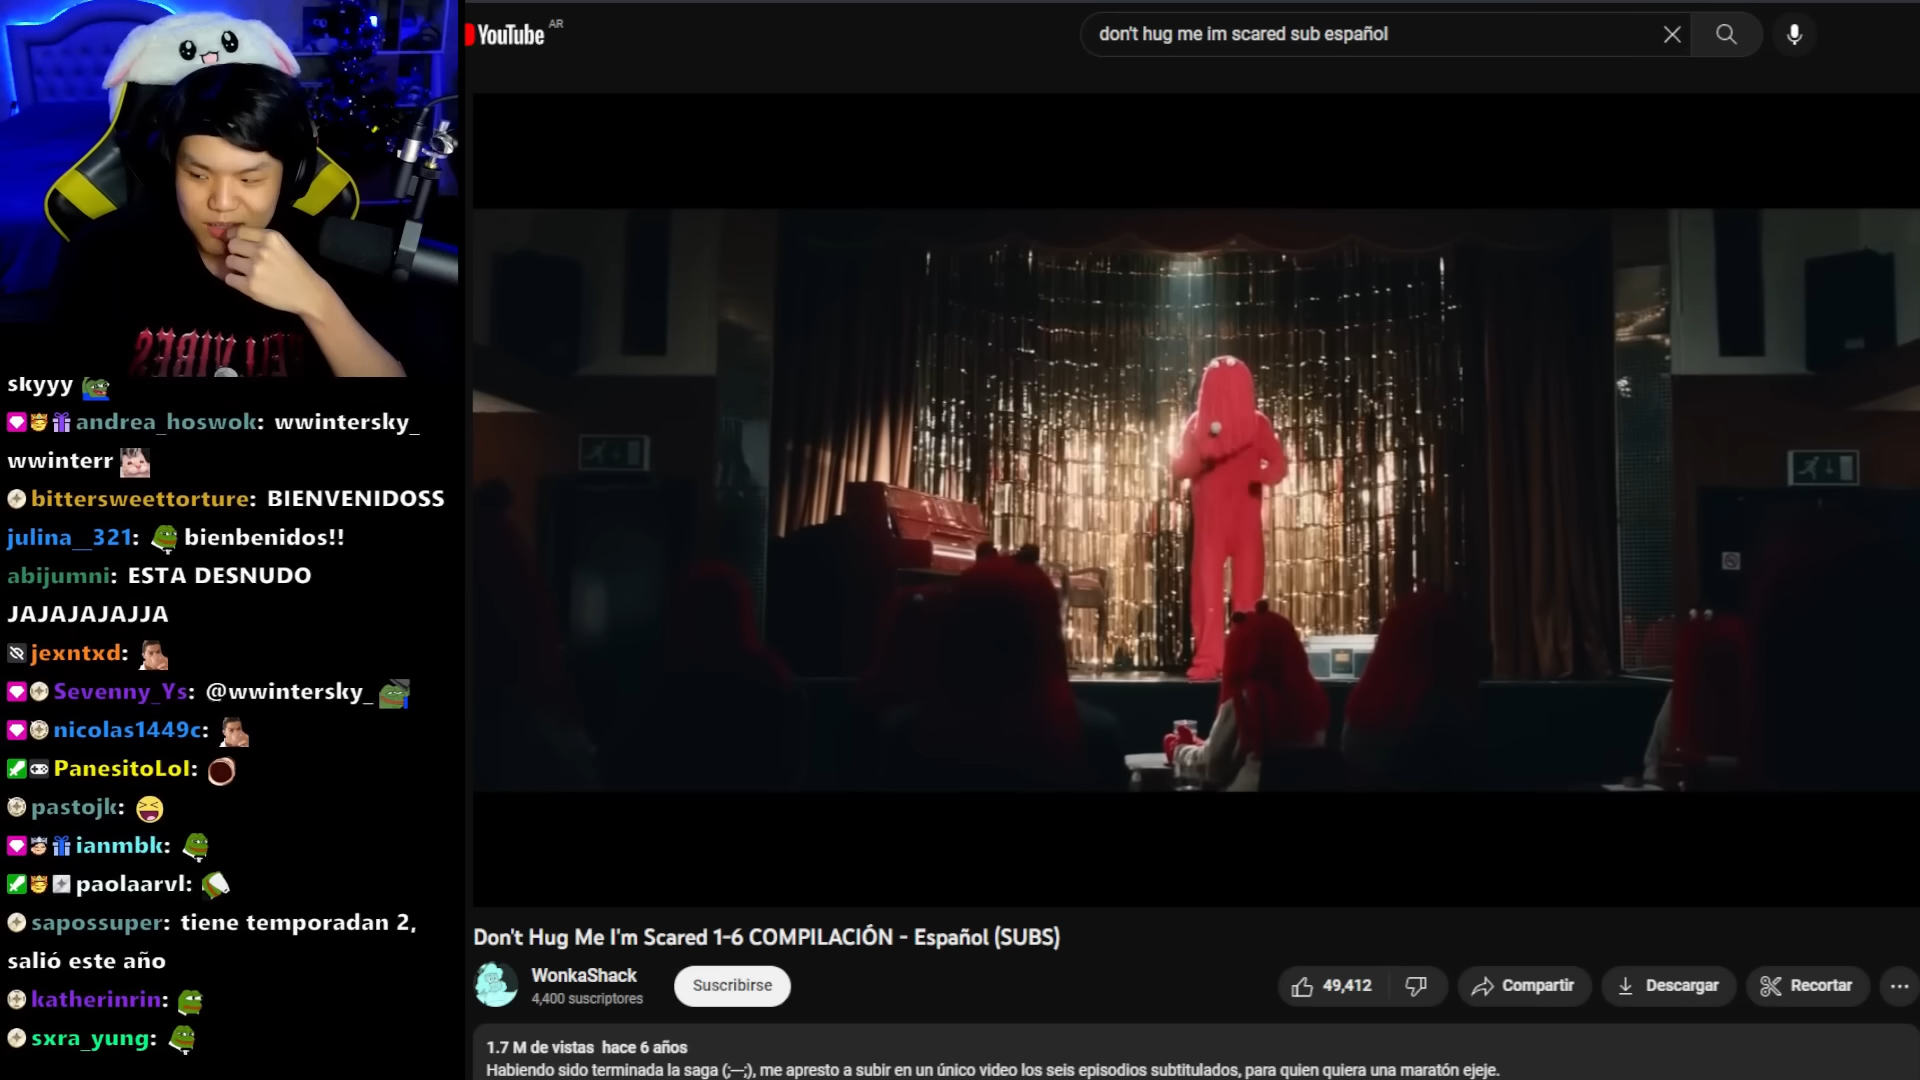 skyyy
andrea_hoswok: wwintersky_
wwinterr
bittersweettorture: BIENVENIDOSS
julina__321: bienbenidos!!
abijumni: ESTA DESNUDO
JAJAJAJAJJA
jexntxd:
Sevenny_Ys: @wwintersky_
nicolas1449c:
PanesitoLol:
pastojk:
ianmbk:
paolaarvl:
sapossuper: tiene temporadan 2,
salió este año
katherinrin:
sxra_yung:
YouTube AR
don't hug me im scared sub español
Don't Hug Me I'm Scared 1-6 COMPILACIÓN - Español (SUBS)
WonkaShack
4,400 suscriptores
Suscribirse
49,412
Compartir
Descargar
Recortar
1.7 M de vistas hace 6 años
Habiendo sido terminada la saga (;—;), me apresto a subir en un único video los seis episodios subtitulados, para quien quiera una maratón ejeje.